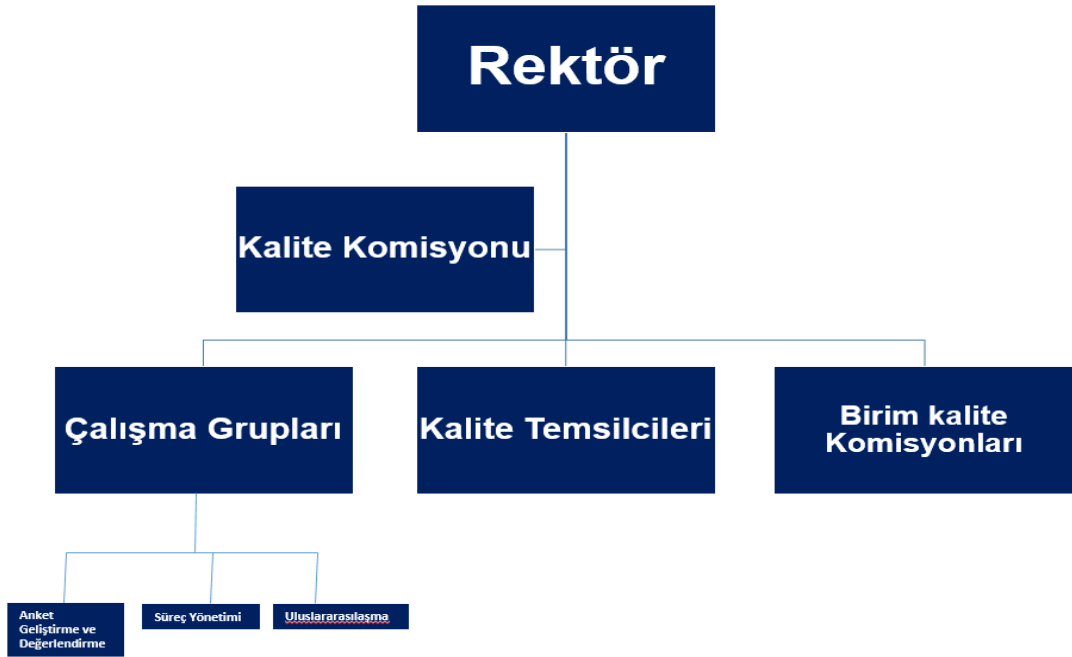 Rektör
Kalite Komisyonu
Çalışma Grupları
Kalite Temsilcileri
Birim kalite
Komisyonları
Anket
Geliştirme ve
Değerlendirme
Süreç Yönetimi
Uluslararasılaşma